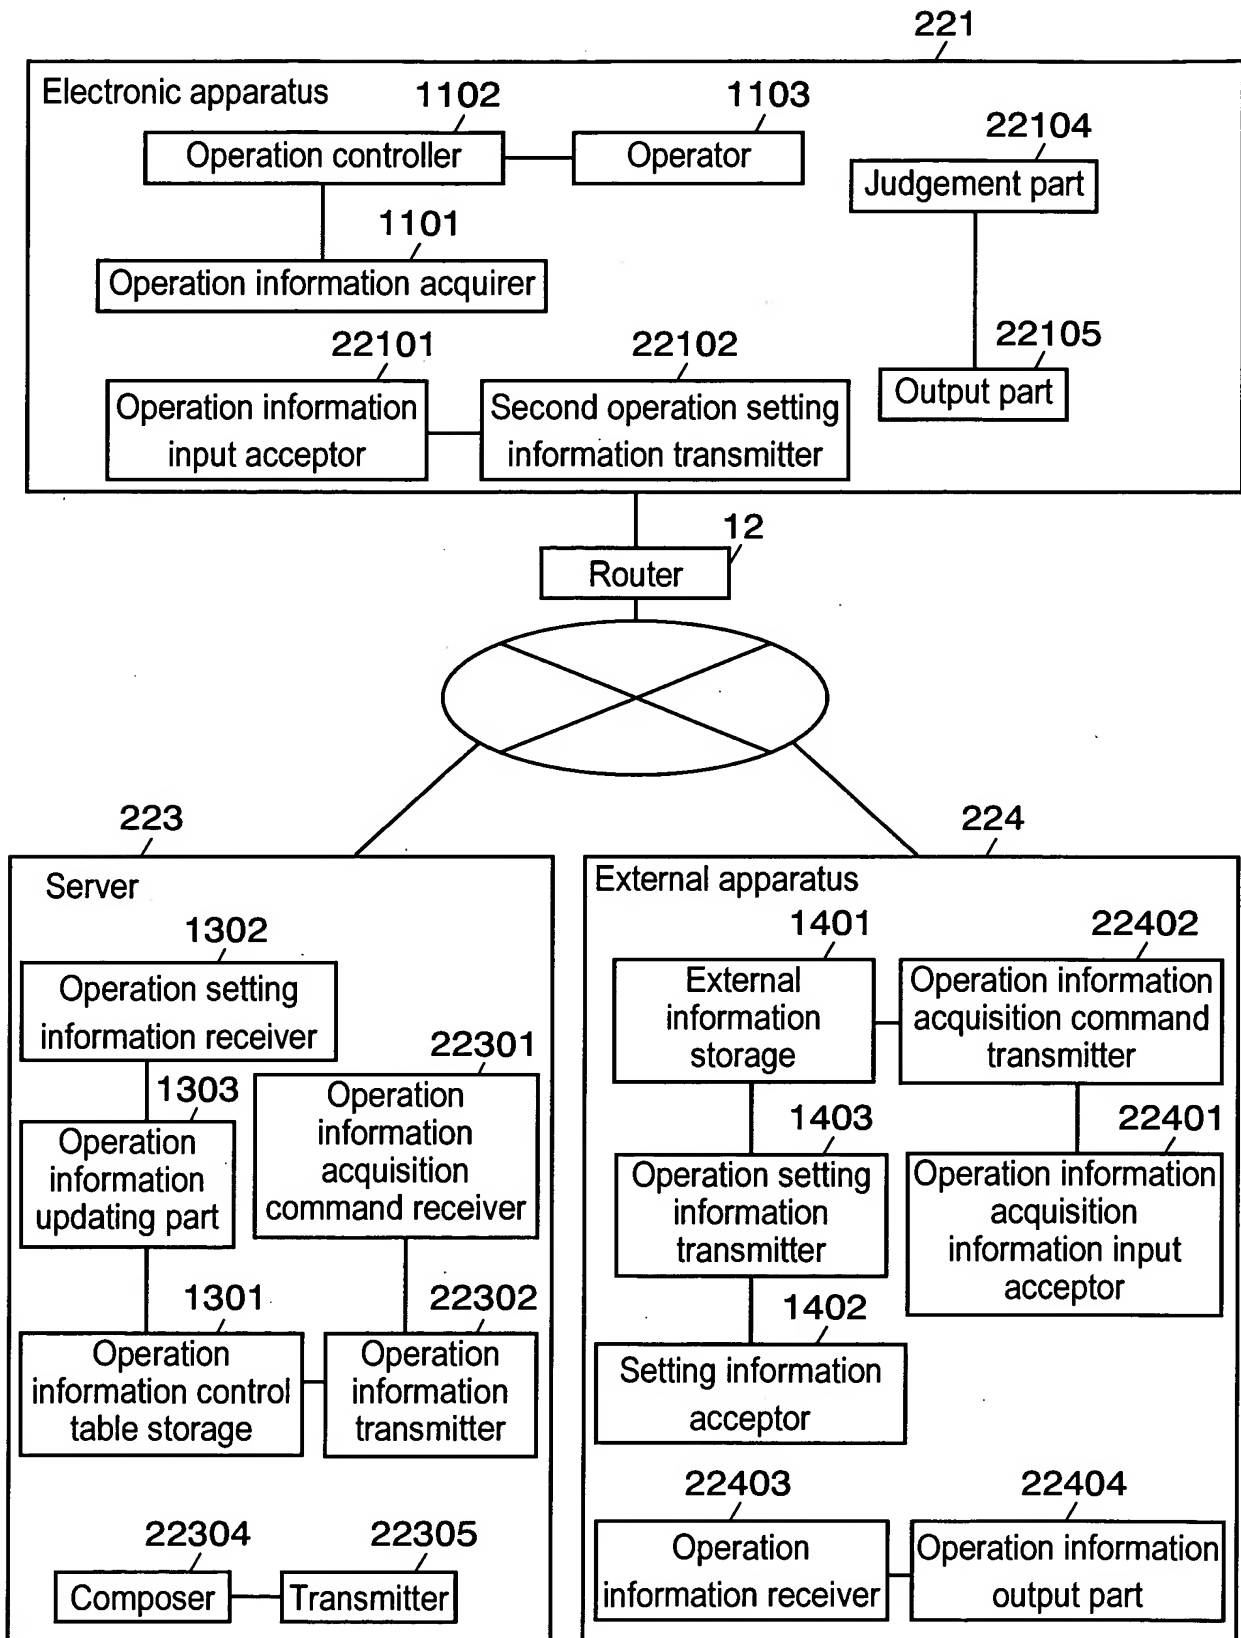 221
Electronic apparatus
1102
1103
Operation controller
Operator
22104
Judgement part
1101
Operation information acquirer
22101
22102
22105
Operation information
input acceptor
Second operation setting
information transmitter
Output part
12
Router
223
224
Server
1302
Operation setting
information receiver
22301
1303
Operation
information
acquisition
command receiver
Operation
information
updating part
1301
22302
Operation
information control
table storage
Operation
information
transmitter
22304
22305
Composer
Transmitter
External apparatus
1401
22402
External
information
storage
Operation information
acquisition command
transmitter
1403
22401
Operation setting
information
transmitter
Operation information
acquisition
information input
acceptor
1402
Setting information
acceptor
22403
22404
Operation
information receiver
Operation information
output part